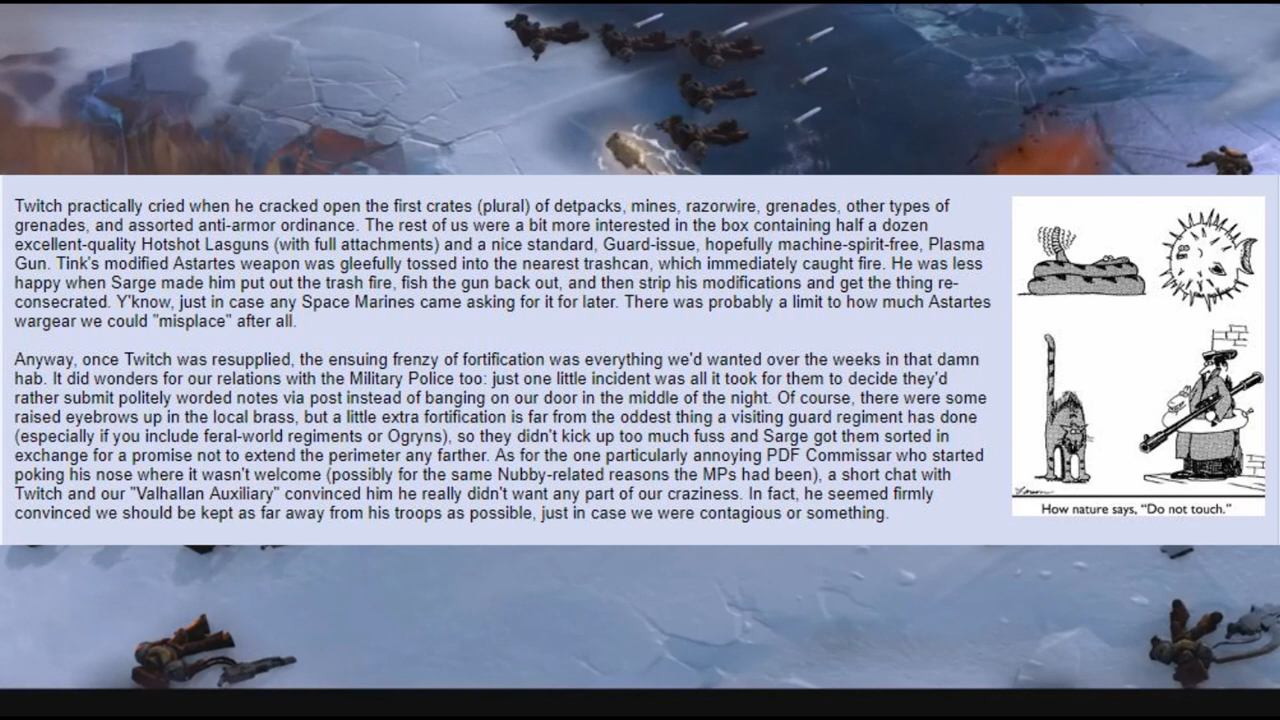 Twitch practically cried when he cracked open the first crates (plural) of detpacks, mines, razorwire, grenades, other types of
grenades, and assorted anti-armor ordinance. The rest of us were a bit more interested in the box containing half a dozen
excellent-quality Hotshot Lasguns (with full attachments) and a nice standard, Guard-issue, hopefully machine-spirit-free, Plasma
Gun. Tink's modified Astartes weapon was gleefully tossed into the nearest trashcan, which immediately caught fire. He was less
happy when Sarge made him put out the trash fire, fish the gun back out, and then strip his modifications and get the thing re-
consecrated. Y'know, just in case any Space Marines came asking for it for later. There was probably a limit to how much Astartes
wargear we could "misplace" after all.
Anyway, once Twitch was resupplied, the ensuing frenzy of fortification was everything we'd wanted over the weeks in that damn
hab. It did wonders for our relations with the Military Police too: just one little incident was all it took for them to decide they'd
rather submit politely worded notes via post instead of banging on our door in the middle of the night. Of course, there were some
raised eyebrows up in the local brass, but a little extra fortification is far from the oddest thing a visiting guard regiment has done
(especially if you include feral-world regiments or Ogryns), so they didn't kick up too much fuss and Sarge got them sorted in
exchange for a promise not to extend the perimeter any farther. As for the one particularly annoying PDF Commissar who started
poking his nose where it wasn't welcome (possibly for the same Nubby-related reasons the MPs had been), a short chat with
Twitch and our "Valhallan Auxiliary" convinced him he really didn't want any part of our craziness. In fact, he seemed firmly
convinced we should be kept as far away from his troops as possible, just in case we were contagious or something.
How nature says, "Do not touch."